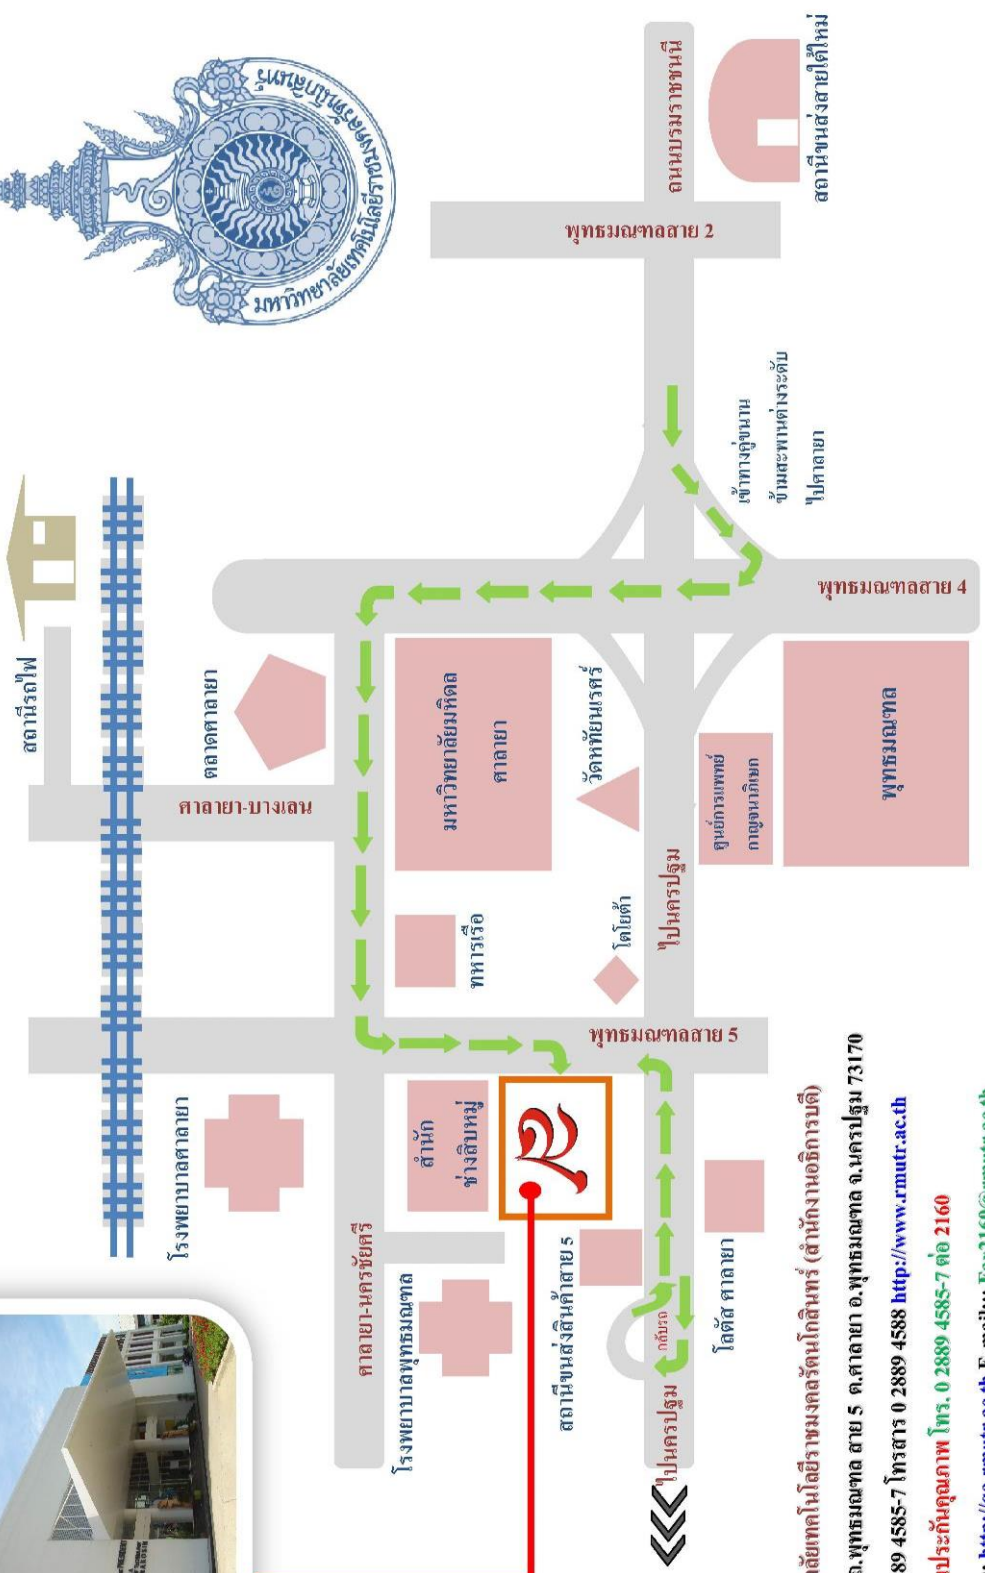 มหาวิทยาลัยเทคโนโลยีราชมงคลรัตนโกสินทร์
สถานีรถไฟ
ตลาดศาลายา
ศาลายา-บางเลน
โรงพยาบาลศาลายา
ศาลายา-นครชัยศรี
โรงพยาบาลพุทธมณฑล
สำนัก
ช่างสิบหมู่
ทหารเรือ
มหาวิทยาลัยมหิดล
ศาลายา
วัดหทัยนเรศร์
โตโยต้า
พุทธมณฑลสาย 5
สถานีขนส่งสินค้าสาย 5
กลับรถ
ไปนครปฐม
โลตัส ศาลายา
ไปนครปฐม
ศูนย์การแพทย์
กาญจนาภิเษก
พุทธมณฑล
พุทธมณฑลสาย 4
เข้าทางคู่ขนาน
ข้ามสะพานต่างระดับ
ไปศาลายา
พุทธมณฑลสาย 2
ถนนบรมราชชนนี
สถานีขนส่งสายใต้ใหม่
ลัยเทคโนโลยีราชมงคลรัตนโกสินทร์ (สำนักงานอธิการบดี)
ถ.พุทธมณฑล สาย 5 ต.ศาลายา อ.พุทธมณฑล จ.นครปฐม 73170
89 4585-7 โทรสาร 0 2889 4588 http://www.rmutr.ac.th
ประกันคุณภาพ โทร. 0 2889 4585-7 ต่อ 2160